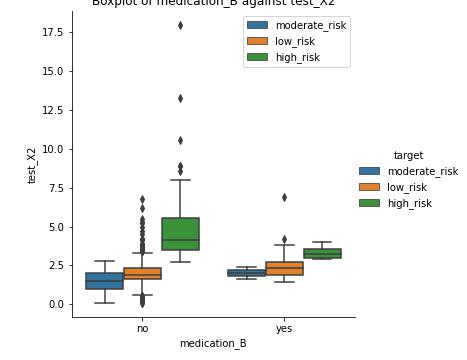 Boxplot of medication_B against test_X2
moderate_risk
low_risk
high_risk
17.5
15.0
12.5
10.0
7.5
5.0
2.5
0.0
test_X2
no
yes
medication_B
target
moderate_risk
low_risk
high_risk